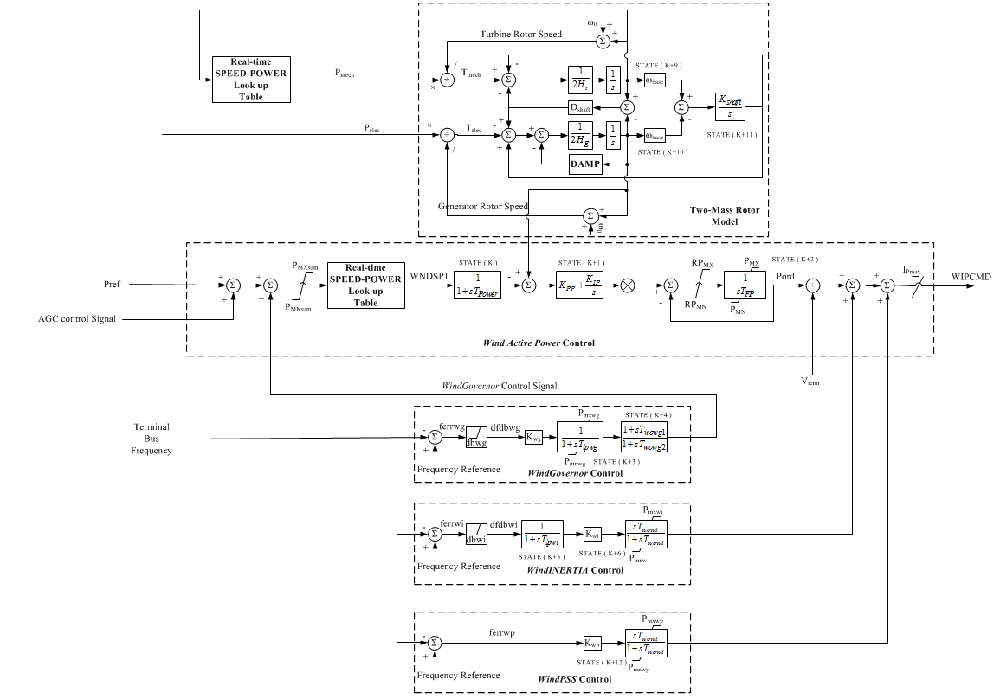 ω0
+
+
Turbine Rotor Speed
Σ
Real-time
SPEED-POWER
Look up
Table
Pmech
/
×
÷
Tmech
+
-
-
Σ
1
2Ht
1
s
STATE ( K+9 )
ωbase
+
-
Σ
+
-
Σ
Kshaft
s
STATE ( K+11 )
Dshaft
Pelec
×
÷
/
Telec
+
-
+
Σ
+
-
Σ
1
2Hg
1
s
ωbase
STATE ( K+10 )
DAMP
Generator Rotor Speed
Σ
+
+
ω0
Two-Mass Rotor
Model
Pref
+
+
Σ
+
+
Σ
PMXsum
PMNsum
Real-time
SPEED-POWER
Look up
Table
WNDSP1
STATE ( K )
1
1+sTPower
-
+
Σ
STATE ( K+1 )
KPP + KIP
s
+
-
Σ
RPMX
RPMN
PMX
1
sTFP
PMN
STATE ( K+2 )
Pord
÷
+
+
Σ
+
+
Σ
IPmax
WIPCMD
AGC control Signal
Wind Active Power Control
Vterm
WindGovernor Control Signal
Terminal
Bus
Frequency
-
+
Σ
ferrwg
dbwg
dfdbwg
Kwg
Pmxwg
1
1+sTlpwg
Pmnwg
STATE ( K+3 )
STATE ( K+4 )
1+sTwowg1
1+sTwowg2
Frequency Reference
WindGovernor Control
-
+
Σ
ferrwi
dbwi
dfdbwi
1
1+sTlpwi
STATE ( K+5 )
Kwi
STATE ( K+6 )
Pmxwi
sTwowi
1+sTwowi
Pmnwi
Frequency Reference
WindINERTIA Control
-
+
Σ
ferrwp
Kwp
STATE ( K+12 )
Pmxwp
sTwowi
1+sTwowi
Pmnwp
Frequency Reference
WindPSS Control